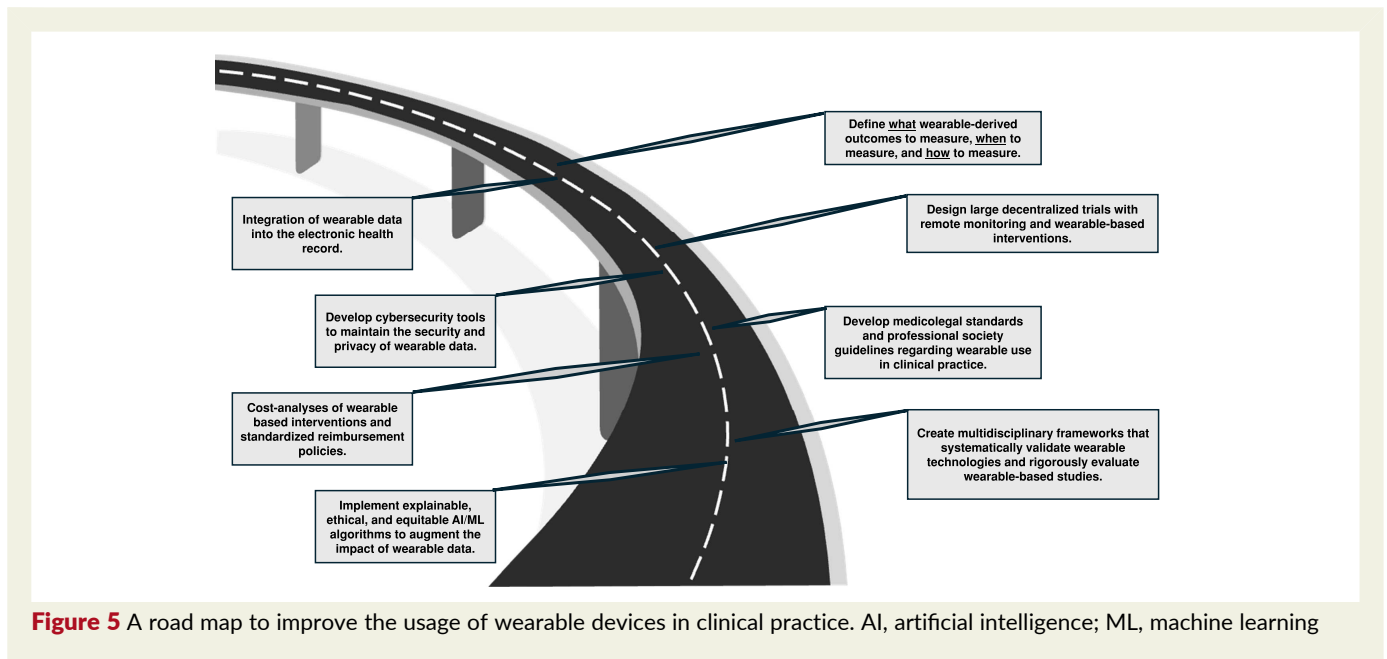 Define what wearable-derived
outcomes to measure, when to
measure, and how to measure.
Integration of wearable data
into the electronic health
record.
Design large decentralized trials with
remote monitoring and wearable-based
interventions.
Develop cybersecurity tools
to maintain the security and
privacy of wearable data.
Develop medicolegal standards
and professional society
guidelines regarding wearable use
in clinical practice.
Cost-analyses of wearable
based interventions and
standardized reimbursement
policies.
Create multidisciplinary frameworks that
systematically validate wearable
technologies and rigorously evaluate
wearable-based studies.
Implement explainable,
ethical, and equitable AI/ML
algorithms to augment the
impact of wearable data.
Figure 5 A road map to improve the usage of wearable devices in clinical practice. AI, artificial intelligence; ML, machine learning